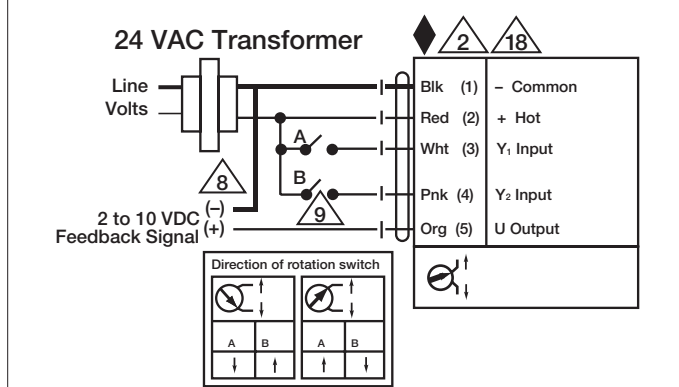 24 VAC Transformer
2
18
Line
Volts
Blk (1) – Common
Red (2) + Hot
A
Wht (3) Y₁ Input
8
B
Pnk (4) Y₂ Input
9
2 to 10 VDC (–)
Feedback Signal (+)
Org (5) U Output
Direction of rotation switch
A B
A B